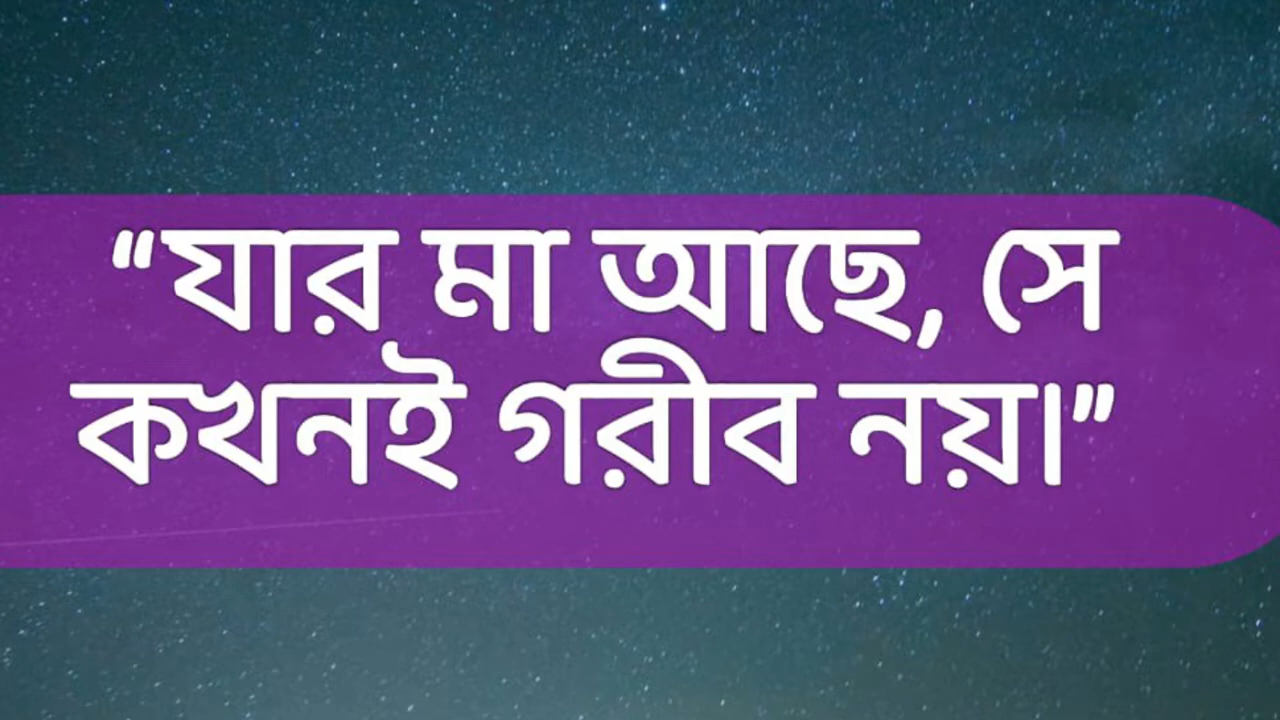 “যার মা আছে, সে
কখনই গরীব নয়।”